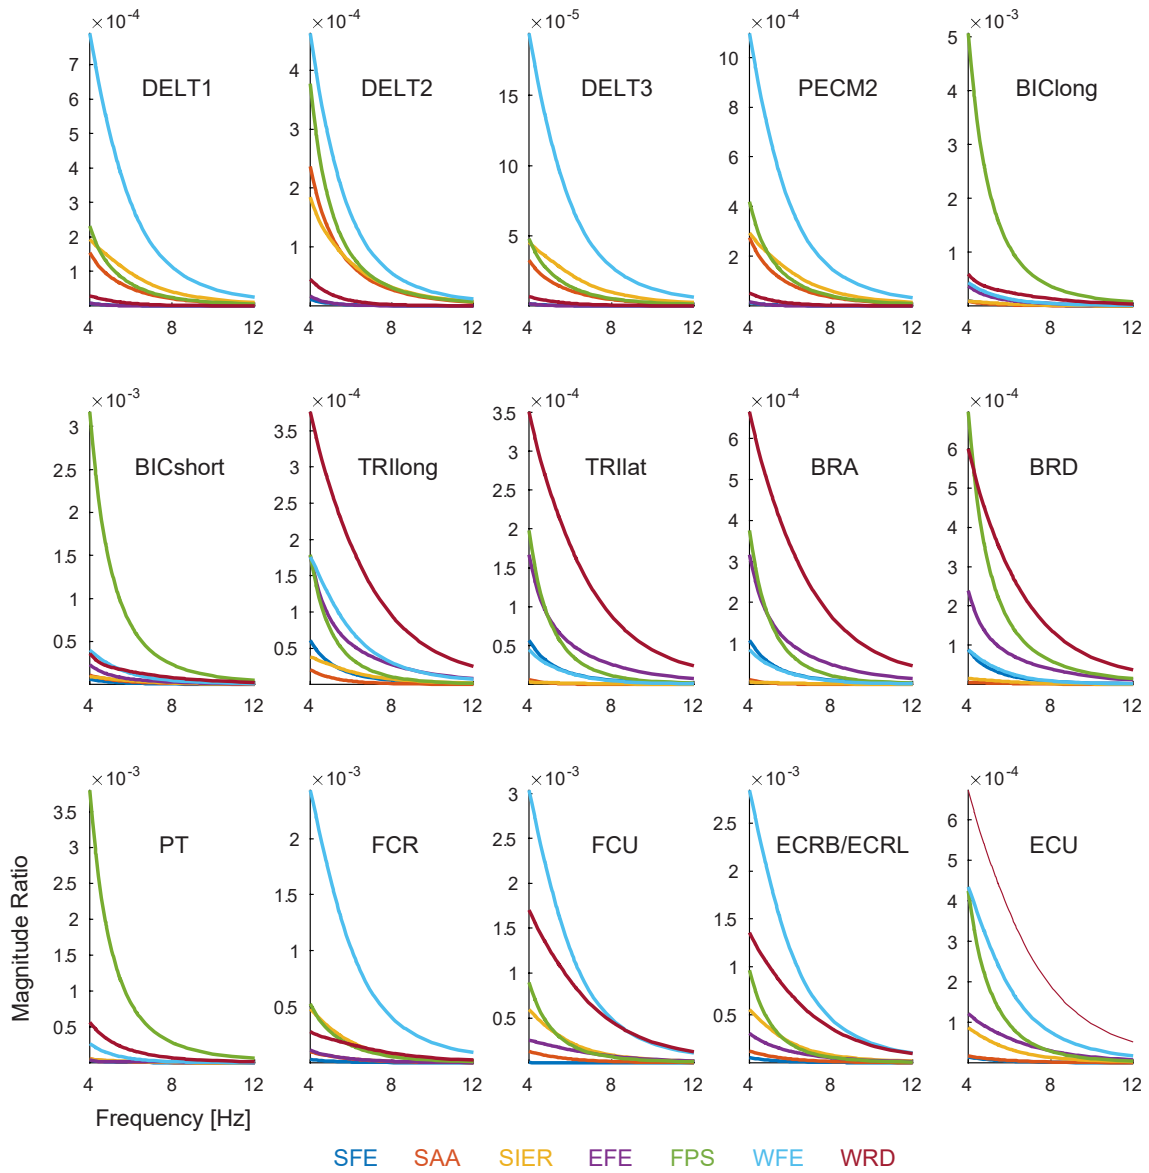 ×10-4 ×10-4 ×10-5 ×10-4 ×10-3
DELT1 DELT2 DELT3 PECM2 BIClong
7 6 5 4 3 2 1
4 3 2 1
15 10 5
10 8 6 4 2
5 4 3 2 1
4 8 12 4 8 12 4 8 12 4 8 12 4 8 12
×10-3 ×10-4 ×10-4 ×10-4 ×10-4
BICshort TRIlong TRIlat BRA BRD
3 2.5 2 1.5 1 0.5
3.5 3 2.5 2 1.5 1 0.5
3.5 3 2.5 2 1.5 1 0.5
6 5 4 3 2 1
6 5 4 3 2 1
4 8 12 4 8 12 4 8 12 4 8 12 4 8 12
×10-3 ×10-3 ×10-3 ×10-3 ×10-4
PT FCR FCU ECRB/ECRL ECU
3.5 3 2.5 2 1.5 1 0.5
2 1.5 1 0.5
3 2.5 2 1.5 1 0.5
2.5 2 1.5 1 0.5
6 5 4 3 2 1
4 8 12 4 8 12 4 8 12 4 8 12 4 8 12
Magnitude Ratio
Frequency [Hz]
SFE SAA SIER EFE FPS WFE WRD